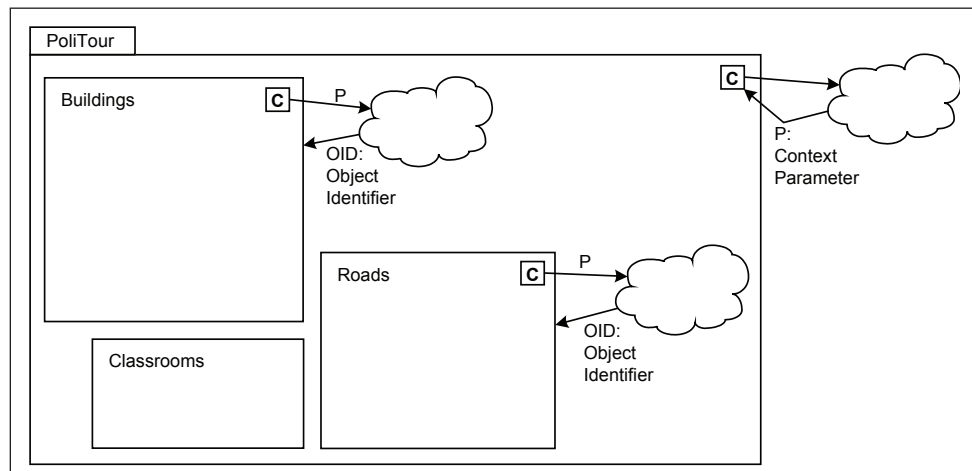 PoliTour
Buildings
C
P
OID:
Object
Identifier
C
P:
Context
Parameter
Roads
C
P
OID:
Object
Identifier
Classrooms